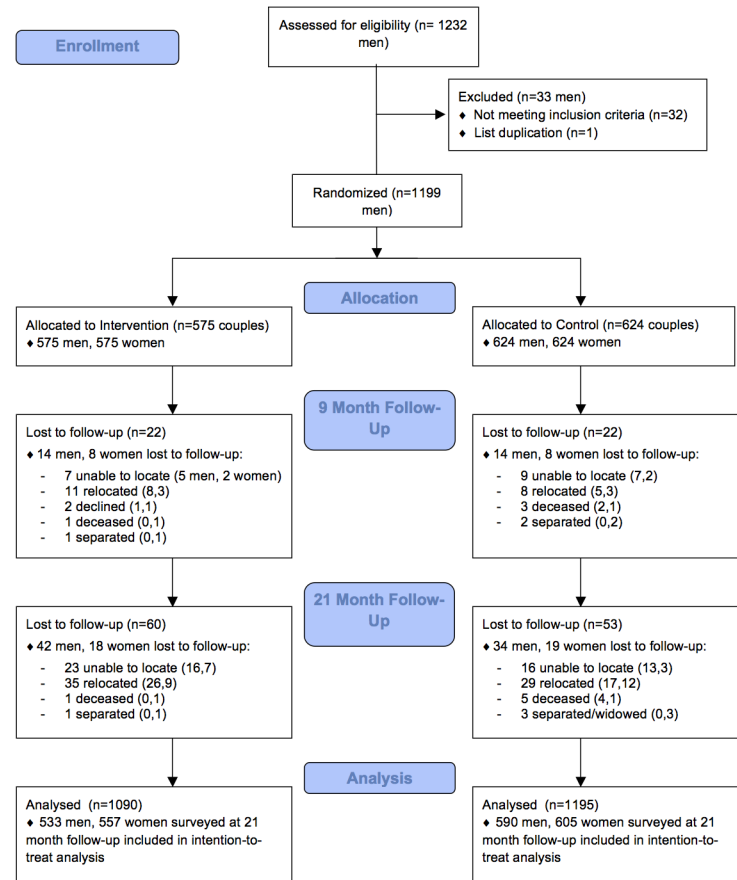 Assessed for eligibility (n= 1232
men)
Enrollment
Excluded (n=33 men)
♦ Not meeting inclusion criteria (n=32)
♦ List duplication (n=1)
Randomized (n=1199
men)
Allocation
Allocated to Intervention (n=575 couples)
♦ 575 men, 575 women
Allocated to Control (n=624 couples)
♦ 624 men, 624 women
9 Month Follow-
Up
Lost to follow-up (n=22)
♦ 14 men, 8 women lost to follow-up:
- 7 unable to locate (5 men, 2 women)
- 11 relocated (8,3)
- 2 declined (1,1)
- 1 deceased (0,1)
- 1 separated (0,1)
Lost to follow-up (n=22)
♦ 14 men, 8 women lost to follow-up:
- 9 unable to locate (7,2)
- 8 relocated (5,3)
- 3 deceased (2,1)
- 2 separated (0,2)
21 Month Follow-
Up
Lost to follow-up (n=60)
♦ 42 men, 18 women lost to follow-up:
- 23 unable to locate (16,7)
- 35 relocated (26,9)
- 1 deceased (0,1)
- 1 separated (0,1)
Lost to follow-up (n=53)
♦ 34 men, 19 women lost to follow-up:
- 16 unable to locate (13,3)
- 29 relocated (17,12)
- 5 deceased (4,1)
- 3 separated/widowed (0,3)
Analysis
Analysed (n=1090)
♦ 533 men, 557 women surveyed at 21
month follow-up included in intention-to-
treat analysis
Analysed (n=1195)
♦ 590 men, 605 women surveyed at 21
month follow-up included in intention-to-
treat analysis